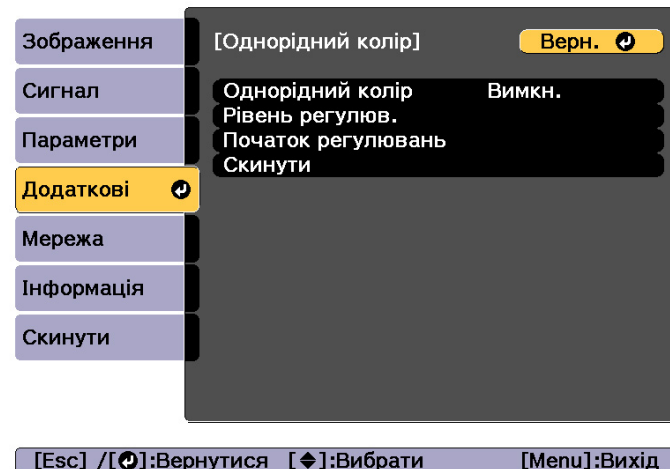 Зображення
Сигнал
Параметри
Додаткові
Мережа
Інформація
Скинути
[Однорідний колір]
Верн.
Однорідний колір Вимкн.
Рівень регулюв.
Початок регулювань
Скинути
[Esc] /[ ]:Вернутися [ ]:Вибрати [Menu]:Вихід